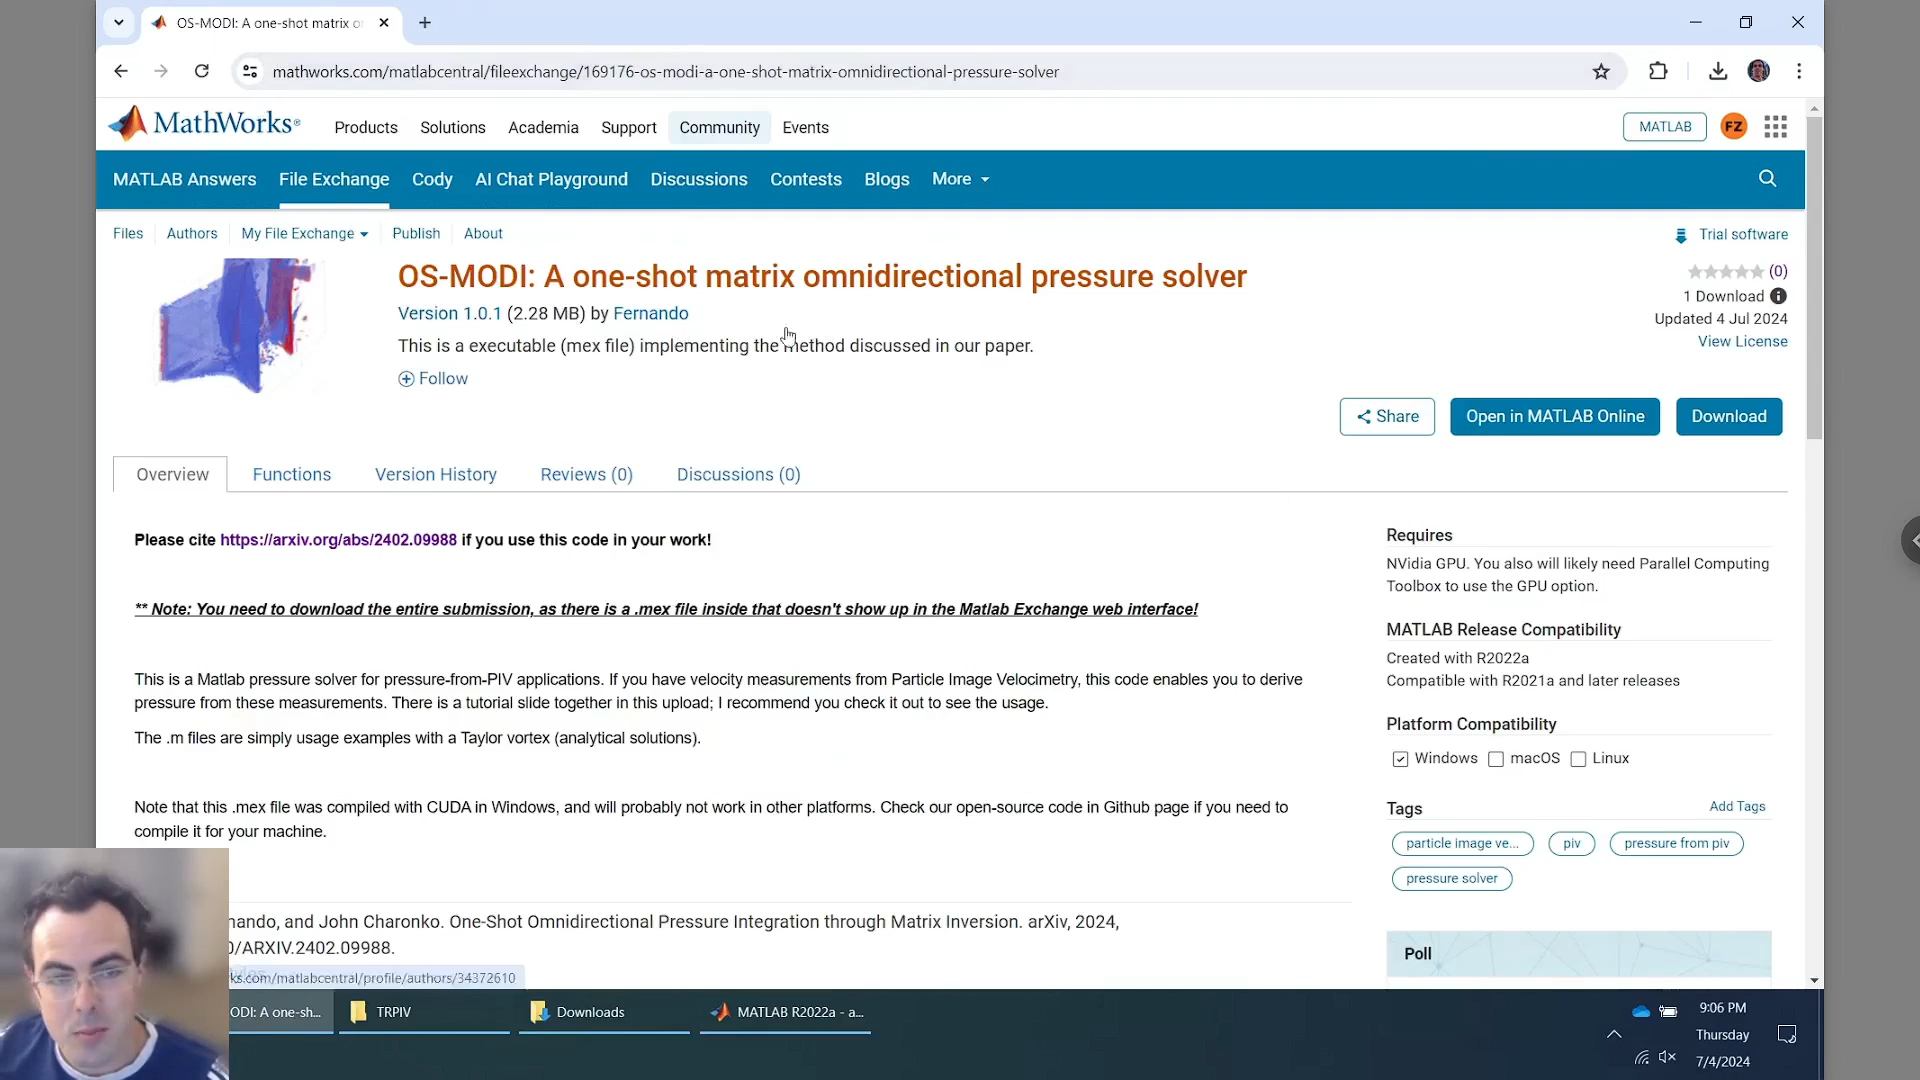 OS-MODI: A one-shot matrix o
mathworks.com/matlabcentral/fileexchange/169176-os-modi-a-one-shot-matrix-omnidirectional-pressure-solver
MathWorks®
Products Solutions Academia Support Community Events
MATLAB FZ
MATLAB Answers File Exchange Cody AI Chat Playground Discussions Contests Blogs More
Files Authors My File Exchange Publish About
Trial software
OS-MODI: A one-shot matrix omnidirectional pressure solver
(0)
Version 1.0.1 (2.28 MB) by Fernando
1 Download
Updated 4 Jul 2024
This is a executable (mex file) implementing the method discussed in our paper.
View License
Follow
Share Open in MATLAB Online Download
Overview Functions Version History Reviews (0) Discussions (0)
Please cite https://arxiv.org/abs/2402.09988 if you use this code in your work!
** Note: You need to download the entire submission, as there is a .mex file inside that doesn't show up in the Matlab Exchange web interface!
This is a Matlab pressure solver for pressure-from-PIV applications. If you have velocity measurements from Particle Image Velocimetry, this code enables you to derive
pressure from these measurements. There is a tutorial slide together in this upload; I recommend you check it out to see the usage.
The .m files are simply usage examples with a Taylor vortex (analytical solutions).
Note that this .mex file was compiled with CUDA in Windows, and will probably not work in other platforms. Check our open-source code in Github page if you need to
compile it for your machine.
nando, and John Charonko. One-Shot Omnidirectional Pressure Integration through Matrix Inversion. arXiv, 2024,
0/ARXIV.2402.09988.
ks.com/matlabcentral/profile/authors/34372610
Requires
NVidia GPU. You also will likely need Parallel Computing
Toolbox to use the GPU option.
MATLAB Release Compatibility
Created with R2022a
Compatible with R2021a and later releases
Platform Compatibility
Windows macOS Linux
Tags Add Tags
particle image ve... piv pressure from piv
pressure solver
Poll
ODI: A one-sh... TRPIV Downloads MATLAB R2022a - a...
9:06 PM
Thursday
7/4/2024